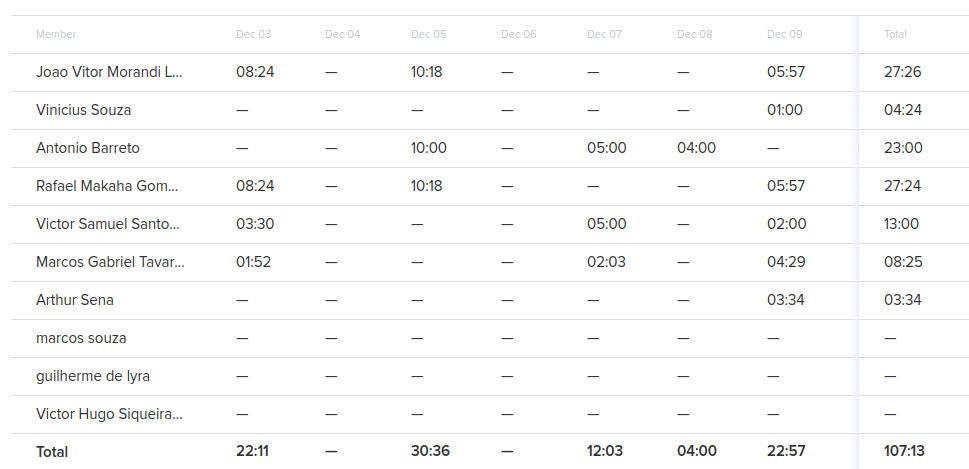 Member Dec 03 Dec 04 Dec 05 Dec 06 Dec 07 Dec 08 Dec 09 Total
Joao Vitor Morandi L... 08:24 — 10:18 — — — 05:57 27:26
Vinicius Souza — — — — — — 01:00 04:24
Antonio Barreto — — 10:00 — 05:00 04:00 — 23:00
Rafael Makaha Gom... 08:24 — 10:18 — — — 05:57 27:24
Victor Samuel Santo... 03:30 — — — 05:00 — 02:00 13:00
Marcos Gabriel Tavar... 01:52 — — — 02:03 — 04:29 08:25
Arthur Sena — — — — — — 03:34 03:34
marcos souza — — — — — — — —
guilherme de lyra — — — — — — — —
Victor Hugo Siqueira... — — — — — — — —
Total 22:11 — 30:36 — 12:03 04:00 22:57 107:13